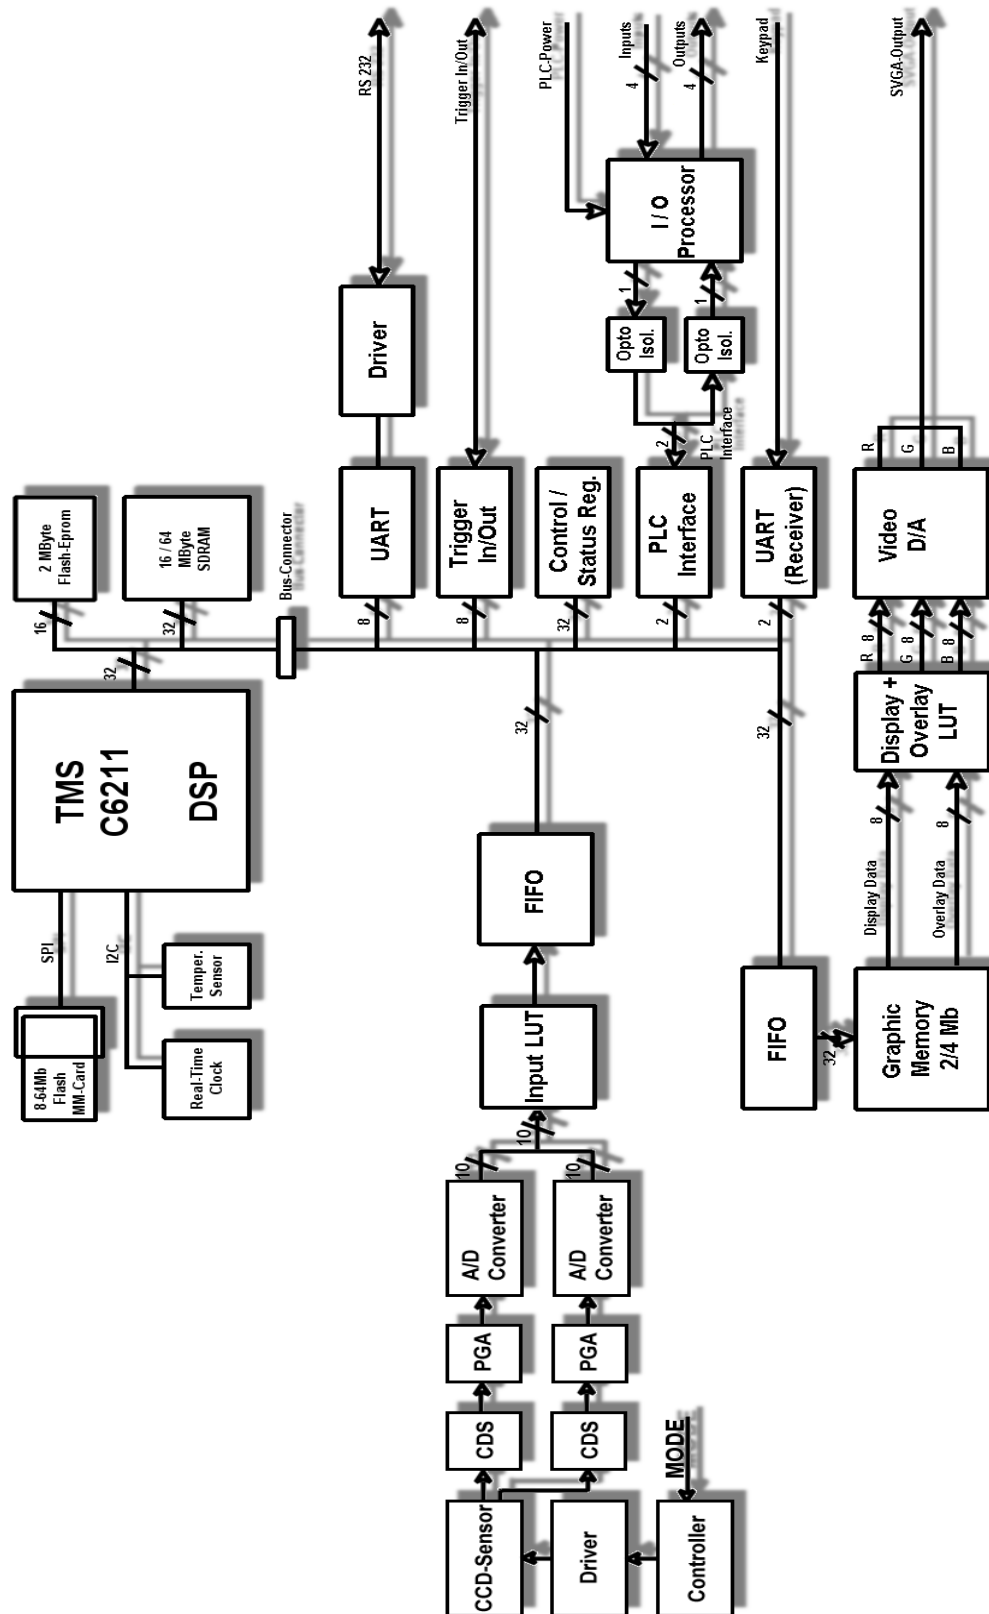 8-64Mb
Flash
MM-Card
SPI
TMS
C6211
DSP
16
2 MByte
Flash-Eprom
I2C
Real-Time
Clock
Temper.
Sensor
32
32
16 / 64
MByte
SDRAM
Bus-Connector
8
UART
Driver
RS 232
8
Trigger
In/Out
Trigger In/Out
32
Control /
Status Reg.
2
PLC
Interface
2
PLC
Interface
Opto
Isol.
Opto
Isol.
1
1
I / O
Processor
PLC-Power
4
Inputs
4
Outputs
2
UART
(Receiver)
Keypad
CCD-Sensor
CDS
PGA
A/D
Converter
10
Driver
CDS
PGA
A/D
Converter
10
10
Input LUT
FIFO
32
Controller
MODE
FIFO
32
32
Graphic
Memory
2/4 Mb
Display Data
8
Overlay Data
8
Display +
Overlay
LUT
R 8
G 8
B 8
Video
D/A
R
G
B
SVGA-Output